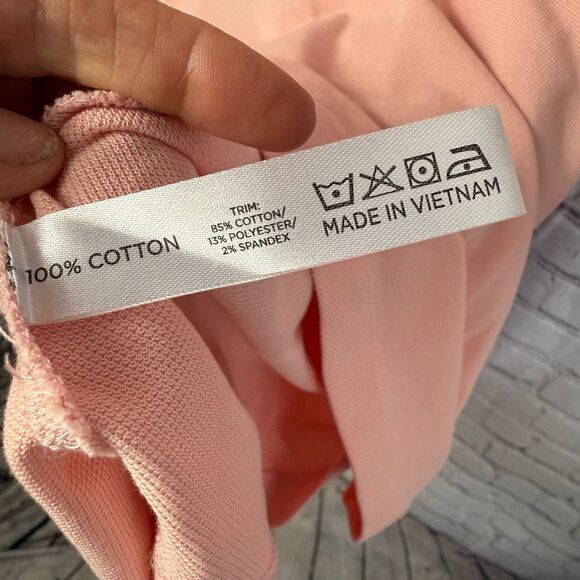 100% COTTON
TRIM:
85% COTTON/
13% POLYESTER/
2% SPANDEX
MADE IN VIETNAM